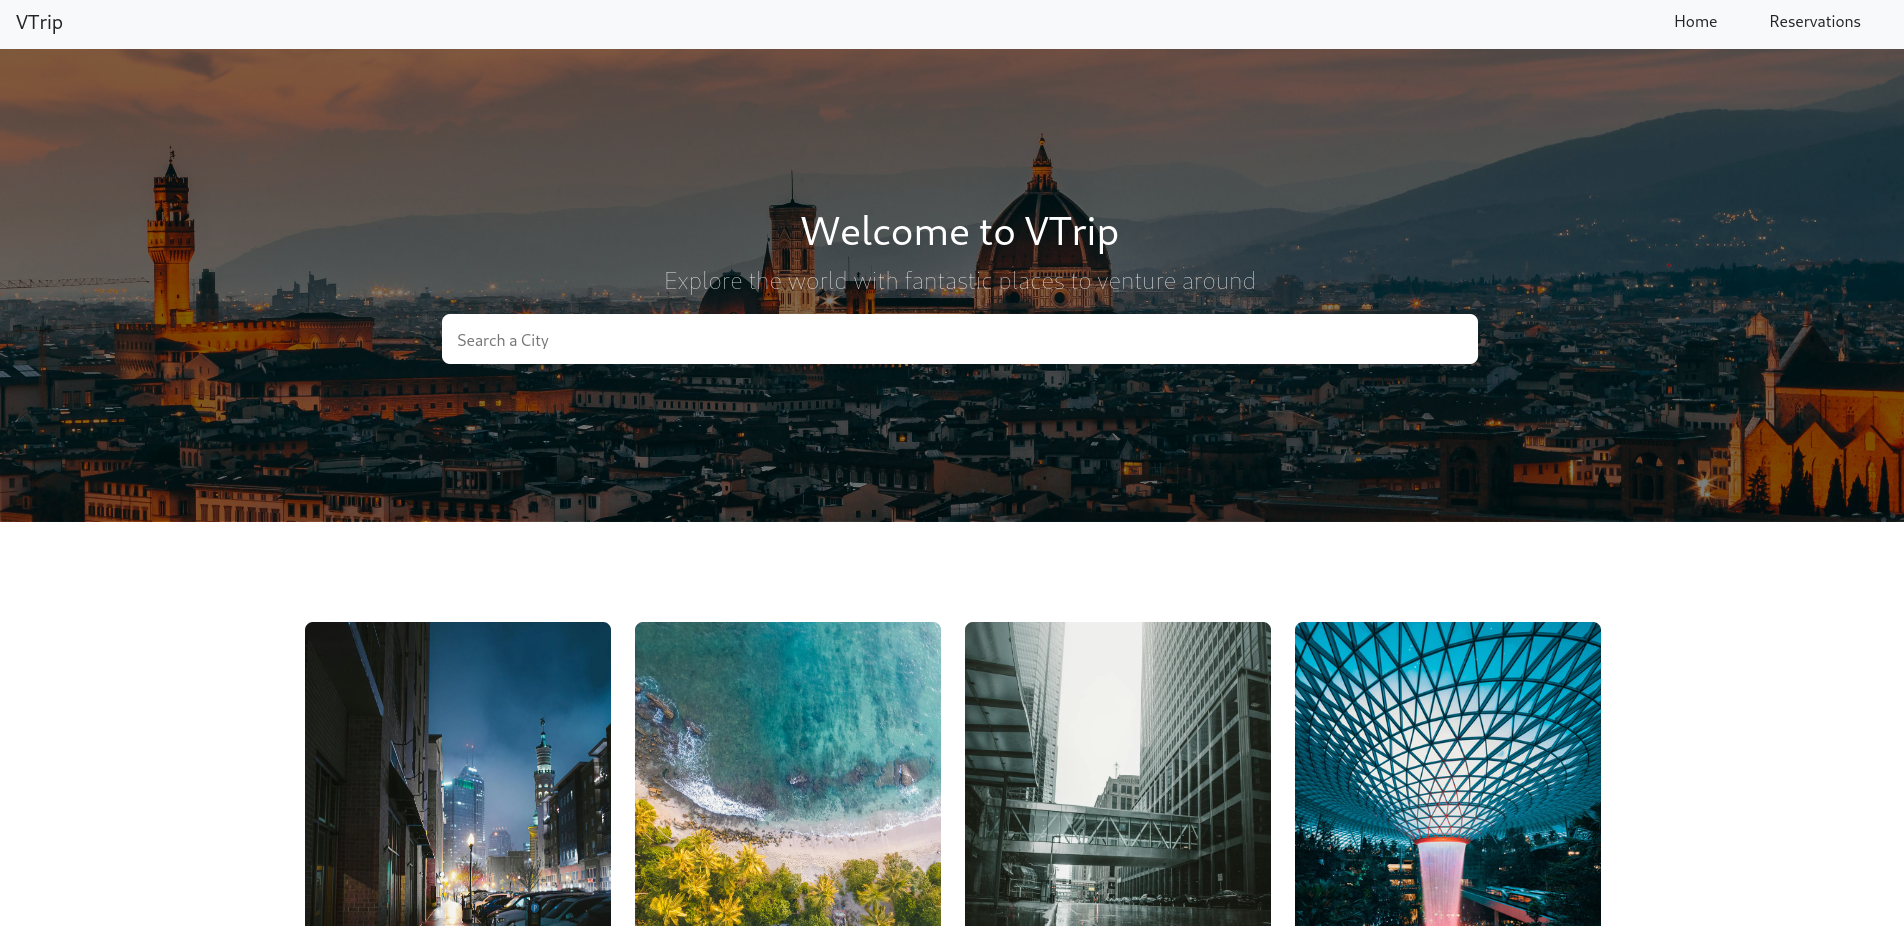 VTrip
Home
Reservations
Welcome to VTrip
Explore the world with fantastic places to venture around
Search a City